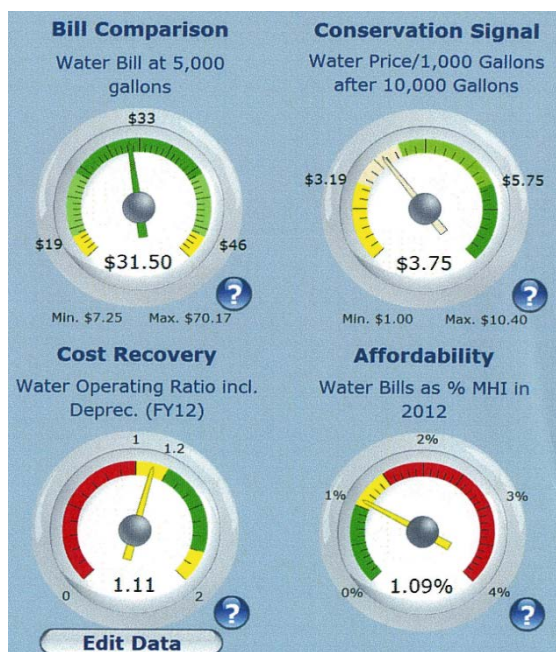 Bill Comparison
Water Bill at 5,000
gallons
$33
$19
$46
$31.50
?
Min. $7.25 Max. $70.17
Conservation Signal
Water Price/1,000 Gallons
after 10,000 Gallons
$3.19
$5.75
$3.75
?
Min. $1.00 Max. $10.40
Cost Recovery
Water Operating Ratio incl.
Deprec. (FY12)
1
1.2
0
2
1.11
?
Edit Data
Affordability
Water Bills as % MHI in
2012
2%
1%
3%
0%
4%
1.09%
?